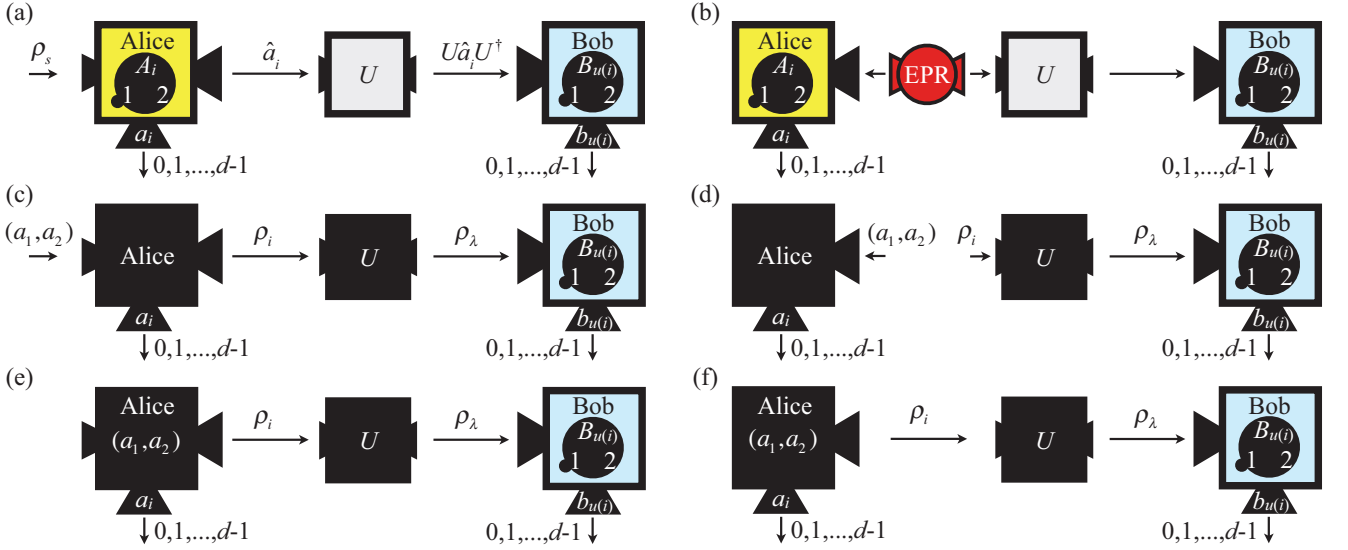 (a)
ρs
Alice
Ai
1 2
ai
0,1,...,d-1
âi
U
UâiU†
Bob
Bu(i)
1 2
bu(i)
0,1,...,d-1
(b)
Alice
Ai
1 2
ai
0,1,...,d-1
EPR
U
Bob
Bu(i)
1 2
bu(i)
0,1,...,d-1
(c)
(a1,a2)
Alice
ai
0,1,...,d-1
ρi
U
ρλ
Bob
Bu(i)
1 2
bu(i)
0,1,...,d-1
(d)
Alice
ai
0,1,...,d-1
(a1,a2)
ρi
U
ρλ
Bob
Bu(i)
1 2
bu(i)
0,1,...,d-1
(e)
Alice
(a1,a2)
ai
0,1,...,d-1
ρi
U
ρλ
Bob
Bu(i)
1 2
bu(i)
0,1,...,d-1
(f)
Alice
(a1,a2)
ai
0,1,...,d-1
ρi
U
ρλ
Bob
Bu(i)
1 2
bu(i)
0,1,...,d-1